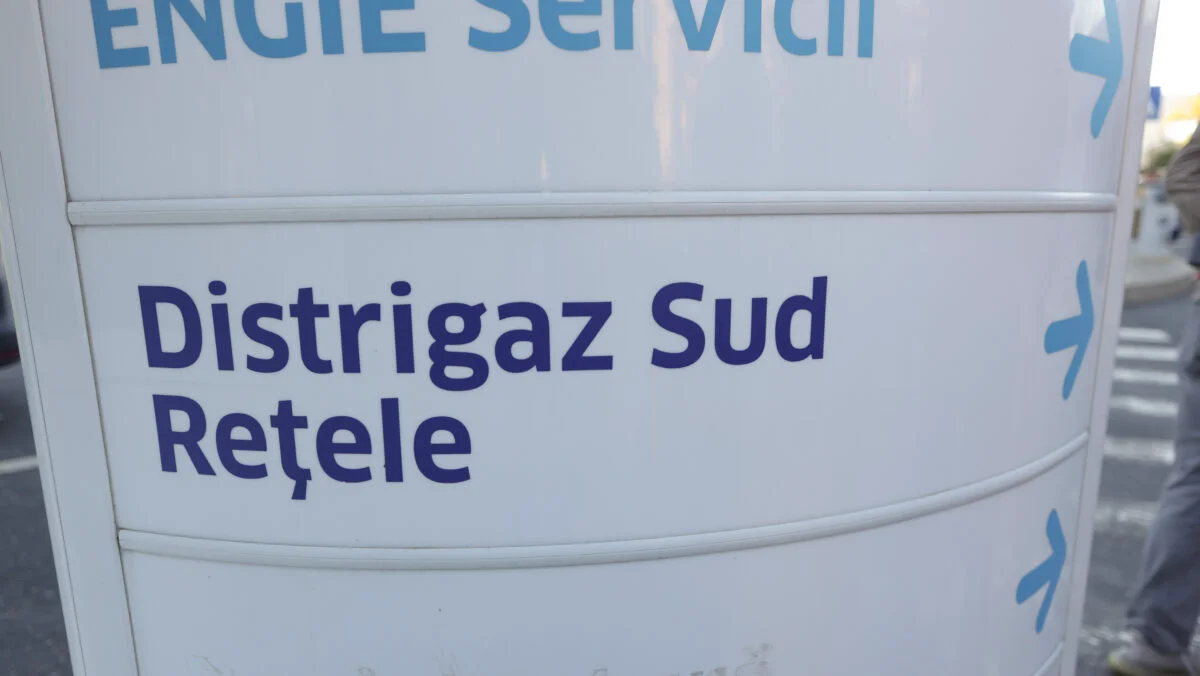 ENGIE Servicii
Distrigaz Sud
Rețele